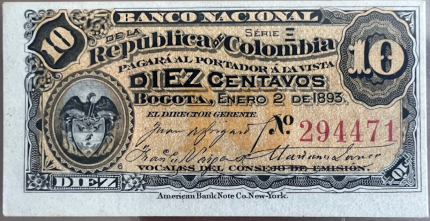 BANCO NACIONAL
DE LA SERIE Ξ
República de Colombia
10 10
PAGARÁ AL PORTADOR Á LA VISTA
DIEZ CENTAVOS
BOGOTA, ENERO 2 DE 1893.
EL DIRECTOR GERENTE
No 294471
DIEZ
VOCALES DEL CONSEJO DE EMISIÓN.
10
American Bank Note Co. New-York.